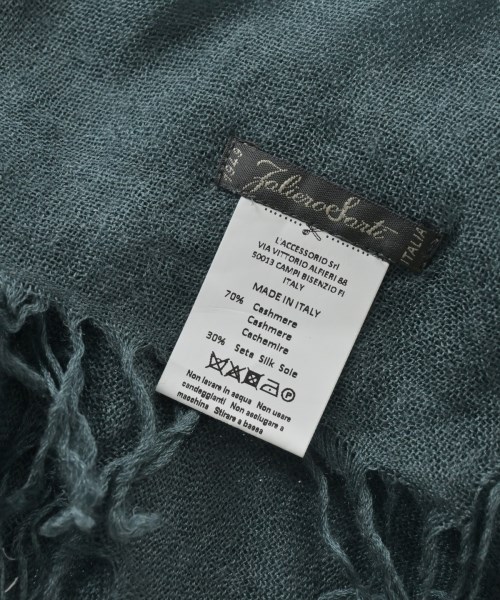 6766
Faliero Sarti
ITALIA
L'ACCESSORIO Srl
VIA VITTORIO ALFIERI 88
50013 CAMPI BISENZIO FI
MADE IN ITALY
70% Cashmere
Cashmere
Cachemire
30% Seta Silk Soie
Non lavare in acqua Non usare
candeggianti Non asciugare a
macchina Stirare a bassa